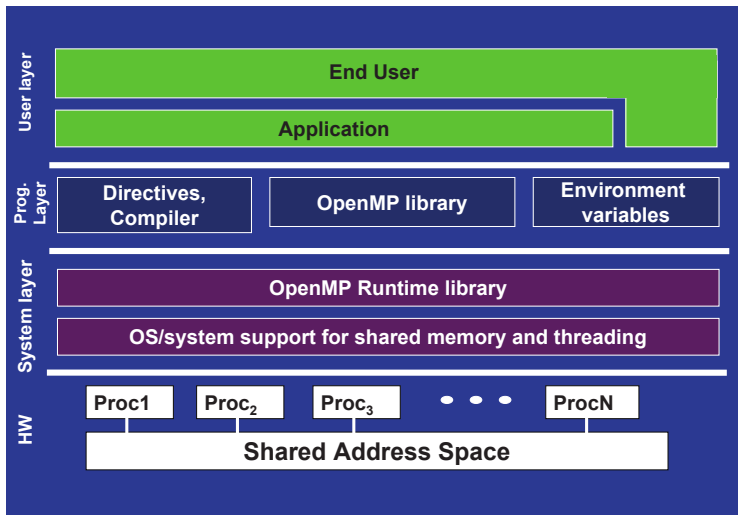 User layer
End User
Application
Prog.
Layer
Directives,
Compiler
OpenMP library
Environment
variables
System layer
OpenMP Runtime library
OS/system support for shared memory and threading
HW
Proc1
Proc₂
Proc₃
• • •
ProcN
Shared Address Space